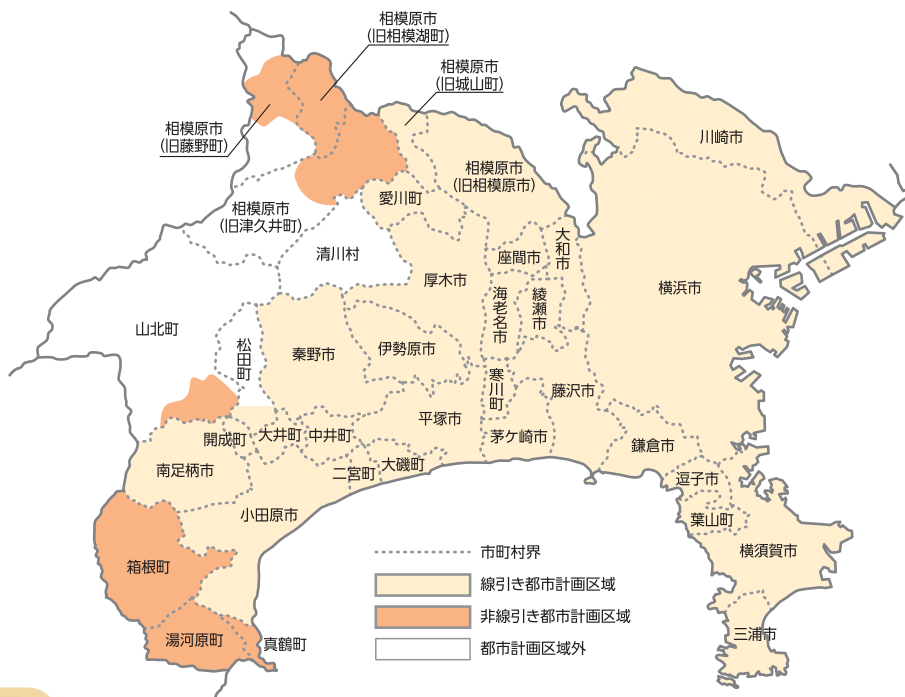 相模原市
(旧相模湖町)
相模原市
(旧城山町)
相模原市
(旧藤野町)
川崎市
相模原市
(旧相模原市)
愛川町
相模原市
(旧津久井町)
清川村
大和市
座間市
厚木市
海老名市
綾瀬市
横浜市
山北町
松田町
秦野市
伊勢原市
寒川町
藤沢市
平塚市
開成町
大井町
中井町
茅ケ崎市
鎌倉市
南足柄市
二宮町
大磯町
逗子市
小田原市
葉山町
横須賀市
箱根町
三浦市
湯河原町
真鶴町
市町村界
線引き都市計画区域
非線引き都市計画区域
都市計画区域外